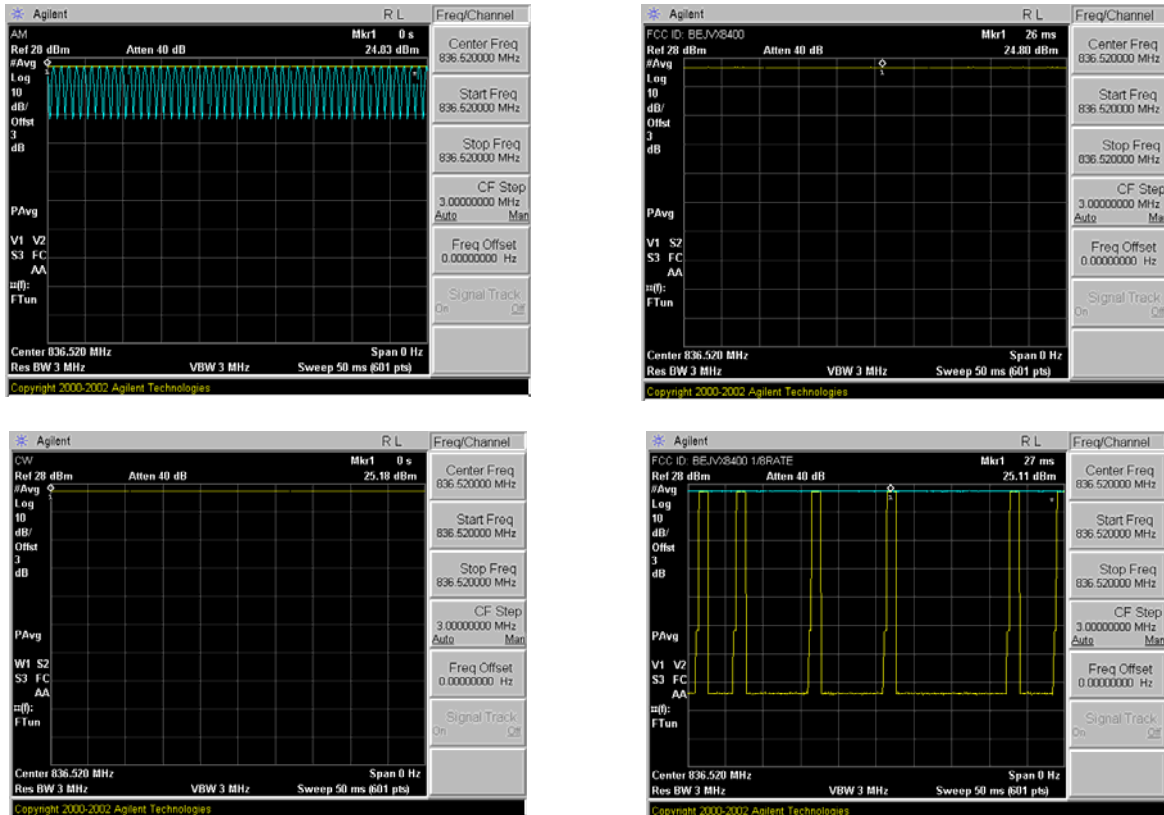 Agilent R L Freq/Channel
AM Mkr1 0 s
Ref 28 dBm Atten 40 dB 24.83 dBm
#Avg
Log
10
dB/
Offst
3
dB
PAvg
V1 V2
S3 FC
AA
¤(f):
FTun
1
Center 836.520 MHz Span 0 Hz
Res BW 3 MHz VBW 3 MHz Sweep 50 ms (601 pts)
Copyright 2000-2002 Agilent Technologies
Center Freq
836.520000 MHz
Start Freq
836.520000 MHz
Stop Freq
836.520000 MHz
CF Step
3.00000000 MHz
Auto Man
Freq Offset
0.00000000 Hz
Signal Track
On Off
Agilent R L Freq/Channel
FCC ID: BEJVX8400 Mkr1 26 ms
Ref 28 dBm Atten 40 dB 24.80 dBm
#Avg
Log
10
dB/
Offst
3
dB
PAvg
V1 S2
S3 FC
AA
¤(f):
FTun
1
Center 836.520 MHz Span 0 Hz
Res BW 3 MHz VBW 3 MHz Sweep 50 ms (601 pts)
Copyright 2000-2002 Agilent Technologies
Center Freq
836.520000 MHz
Start Freq
836.520000 MHz
Stop Freq
836.520000 MHz
CF Step
3.00000000 MHz
Auto Ma
Freq Offset
0.00000000 Hz
Signal Track
On Of
Agilent R L Freq/Channel
CW Mkr1 0 s
Ref 28 dBm Atten 40 dB 25.18 dBm
#Avg
Log
10
dB/
Offst
3
dB
PAvg
W1 S2
S3 FC
AA
¤(f):
FTun
1
Center 836.520 MHz Span 0 Hz
Res BW 3 MHz VBW 3 MHz Sweep 50 ms (601 pts)
Copyright 2000-2002 Agilent Technologies
Center Freq
836.520000 MHz
Start Freq
836.520000 MHz
Stop Freq
836.520000 MHz
CF Step
3.00000000 MHz
Auto Man
Freq Offset
0.00000000 Hz
Signal Track
On Off
Agilent R L Freq/Channel
FCC ID: BEJVX8400 1/8RATE Mkr1 27 ms
Ref 28 dBm Atten 40 dB 25.11 dBm
#Avg
Log
10
dB/
Offst
3
dB
PAvg
V1 V2
S3 FC
AA
¤(f):
FTun
1
Center 836.520 MHz Span 0 Hz
Res BW 3 MHz VBW 3 MHz Sweep 50 ms (601 pts)
Copyright 2000-2002 Agilent Technologies
Center Freq
836.520000 MHz
Start Freq
836.520000 MHz
Stop Freq
836.520000 MHz
CF Step
3.00000000 MHz
Auto Ma
Freq Offset
0.00000000 Hz
Signal Track
On Off